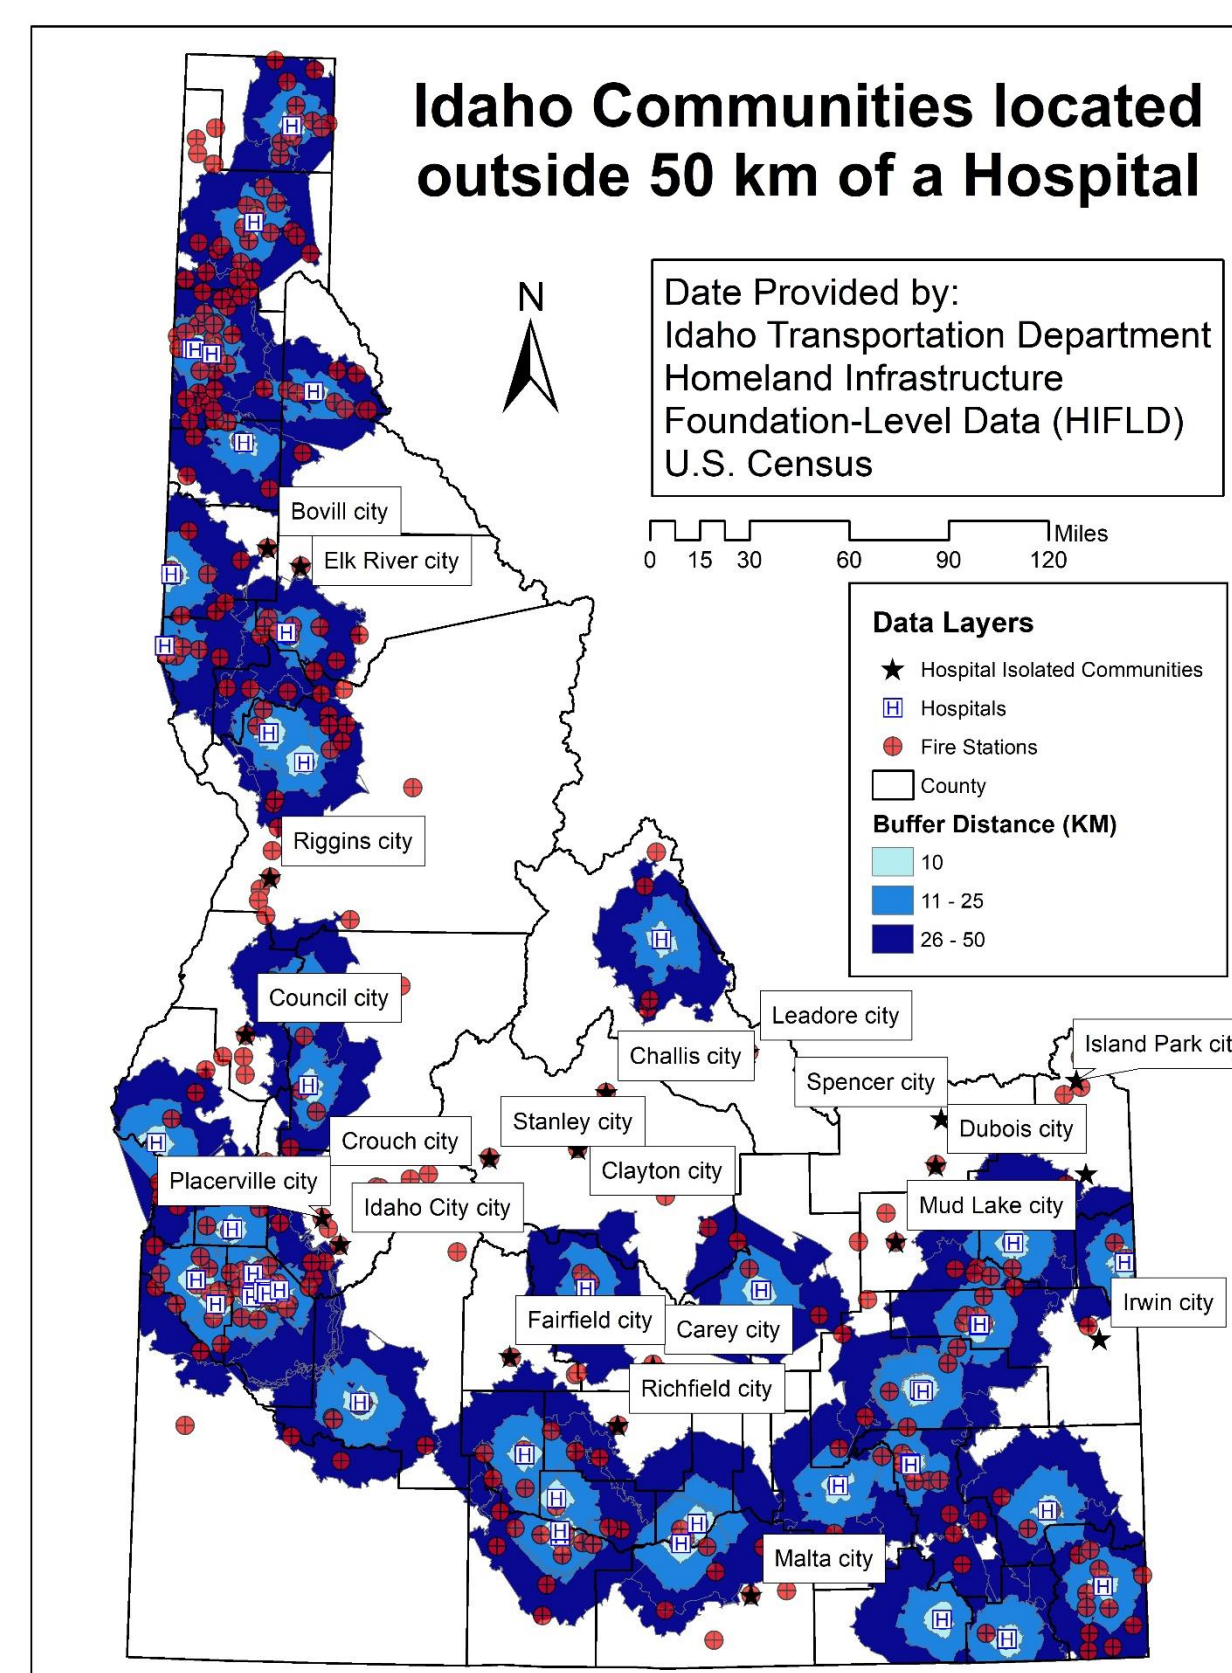 Idaho Communities located
outside 50 km of a Hospital
Date Provided by:
Idaho Transportation Department
Homeland Infrastructure
Foundation-Level Data (HIFLD)
U.S. Census
N
Miles
0 15 30 60 90 120
Data Layers
Hospital Isolated Communities
H Hospitals
Fire Stations
County
Buffer Distance (KM)
10
11 - 25
26 - 50
Bovill city
Elk River city
Riggins city
Council city
Leadore city
Challis city
Island Park cit
Spencer city
Stanley city
Dubois city
Crouch city
Clayton city
Placerville city
Idaho City city
Mud Lake city
Irwin city
Fairfield city
Carey city
Richfield city
Malta city